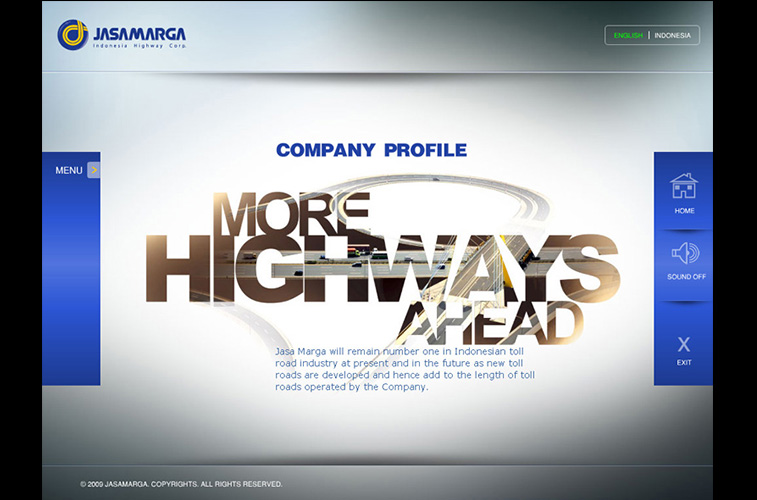 JASAMARGA
Indonesia Highway Corp.
ENGLISH | INDONESIA
COMPANY PROFILE
MENU >
MORE
HIGHWAYS
AHEAD
Jasa Marga will remain number one in Indonesian toll
road industry at present and in the future as new toll
roads are developed and hence add to the length of toll
roads operated by the Company.
HOME
SOUND OFF
X
EXIT
© 2009 JASAMARGA. COPYRIGHTS. ALL RIGHTS RESERVED.